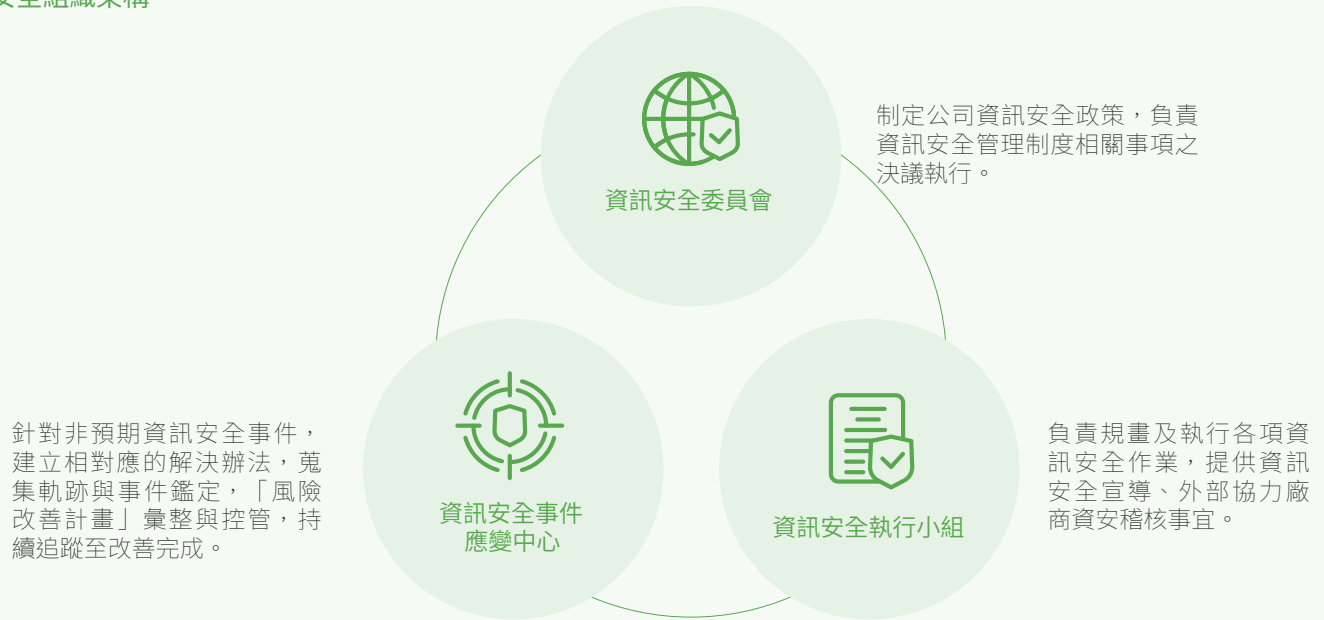 安全組織架構
資訊安全委員會
制定公司資訊安全政策，負責
資訊安全管理制度相關事項之
決議執行。
針對非預期資訊安全事件，
建立相對應的解決辦法，蒐
集軌跡與事件鑑定，「風險
改善計畫」彙整與控管，持
續追蹤至改善完成。
資訊安全事件
應變中心
資訊安全執行小組
負責規畫及執行各項資
訊安全作業，提供資訊
安全宣導、外部協力廠
商資安稽核事宜。